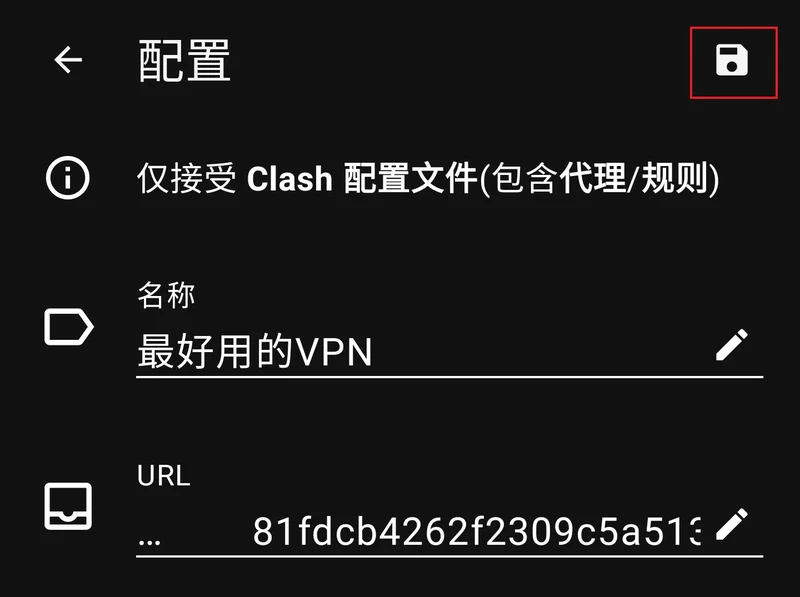 配置
仅接受 Clash 配置文件(包含代理/规则)
名称
最好用的VPN
URL
... 81fdcb4262f2309c5a513